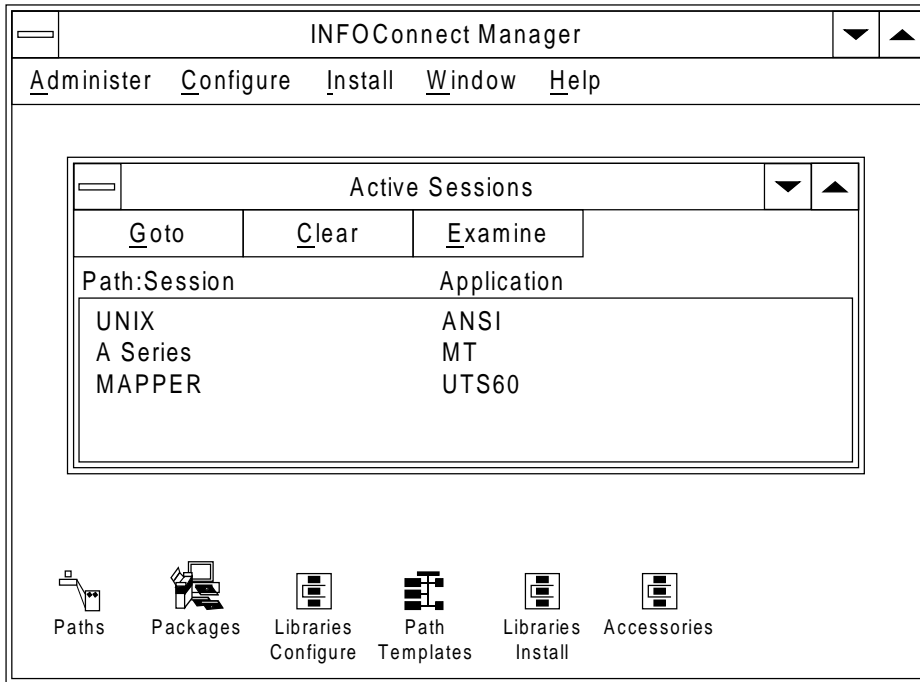 INFOConnect Manager
Administer Configure Install Window Help
Active Sessions
Goto Clear Examine
Path:Session Application
UNIX ANSI
A Series MT
MAPPER UTS60
Paths Packages Libraries Path Libraries Accessories
Configure Templates Install